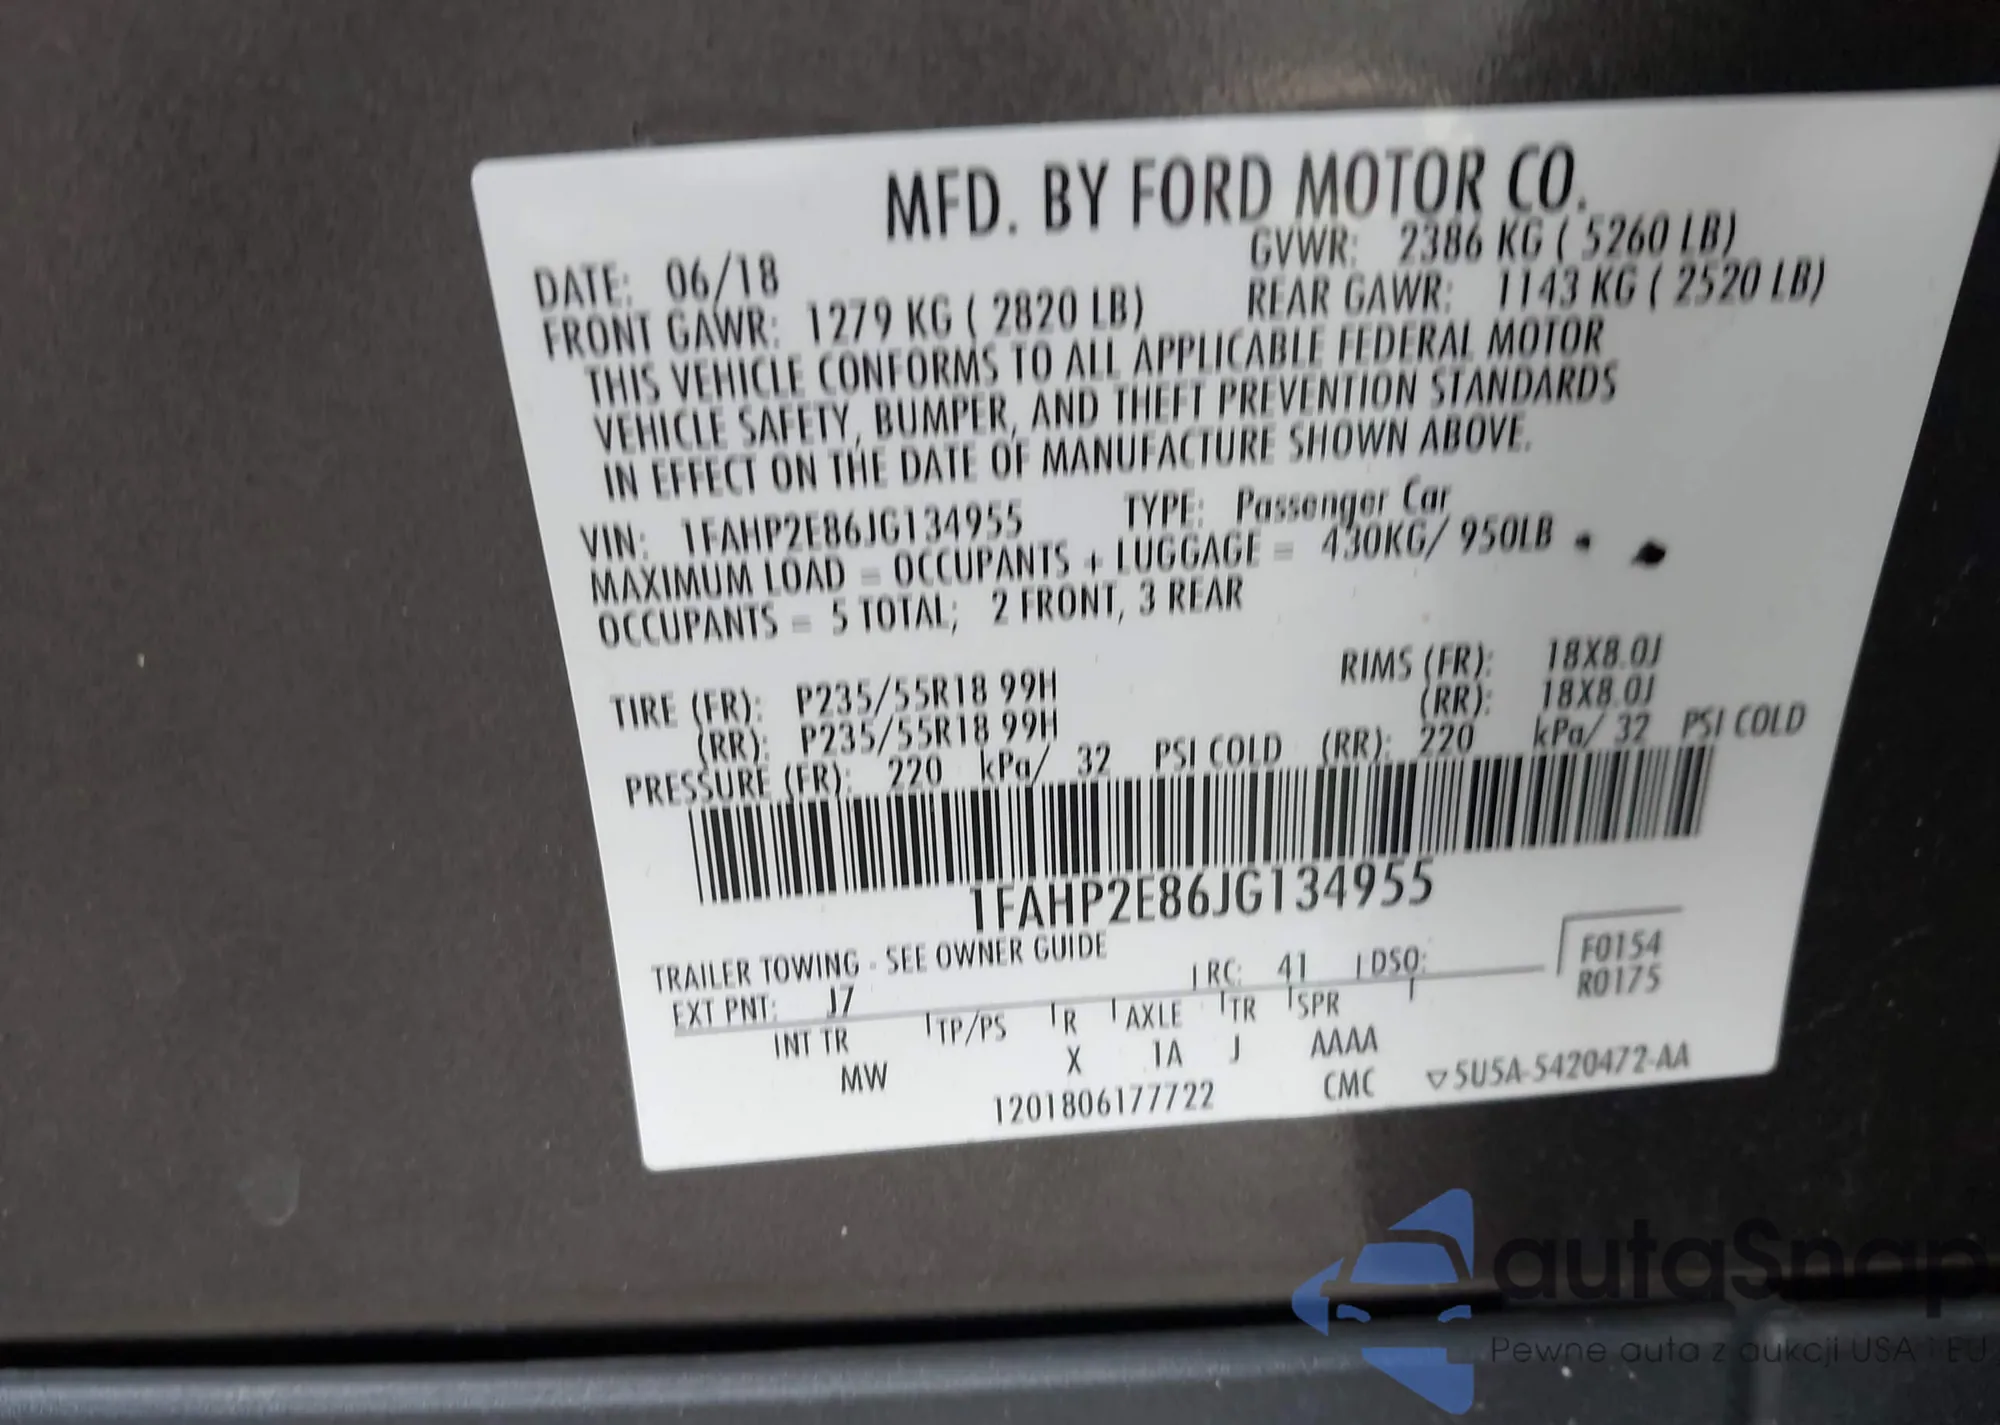 MFD. BY FORD MOTOR CO.
DATE: 06/18 GVWR: 2386 KG ( 5260 LB)
FRONT GAWR: 1279 KG ( 2820 LB) REAR GAWR: 1143 KG ( 2520 LB)
THIS VEHICLE CONFORMS TO ALL APPLICABLE FEDERAL MOTOR
VEHICLE SAFETY, BUMPER, AND THEFT PREVENTION STANDARDS
IN EFFECT ON THE DATE OF MANUFACTURE SHOWN ABOVE.
VIN: 1FAHP2E86JG134955 TYPE: Passenger Car
MAXIMUM LOAD = OCCUPANTS + LUGGAGE = 430KG/ 950LB
OCCUPANTS = 5 TOTAL; 2 FRONT, 3 REAR
TIRE (FR): P235/55R18 99H RIMS (FR): 18X8.0J
(RR): P235/55R18 99H (RR): 18X8.0J
PRESSURE (FR): 220 kPa/ 32 PSI COLD (RR): 220 kPa/ 32 PSI COLD
1FAHP2E86JG134955
TRAILER TOWING - SEE OWNER GUIDE
F0154
R0175
EXT PNT: J7 RC: 41 DSO:
INT TR TP/PS R AXLE TR SPR
MW X 1A J AAAA
1201806177722 CMC ▽5U5A-5420472-AA
autaSnap
Pewne auta z aukcji USA i EU